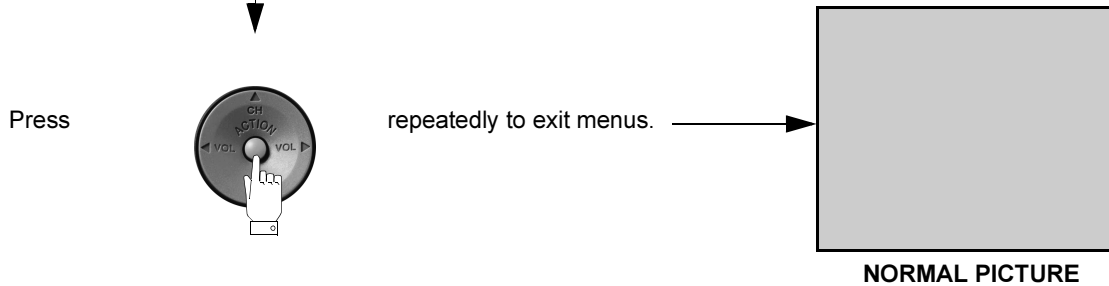 Press
CH
ACTION
VOL
VOL
repeatedly to exit menus.
NORMAL PICTURE